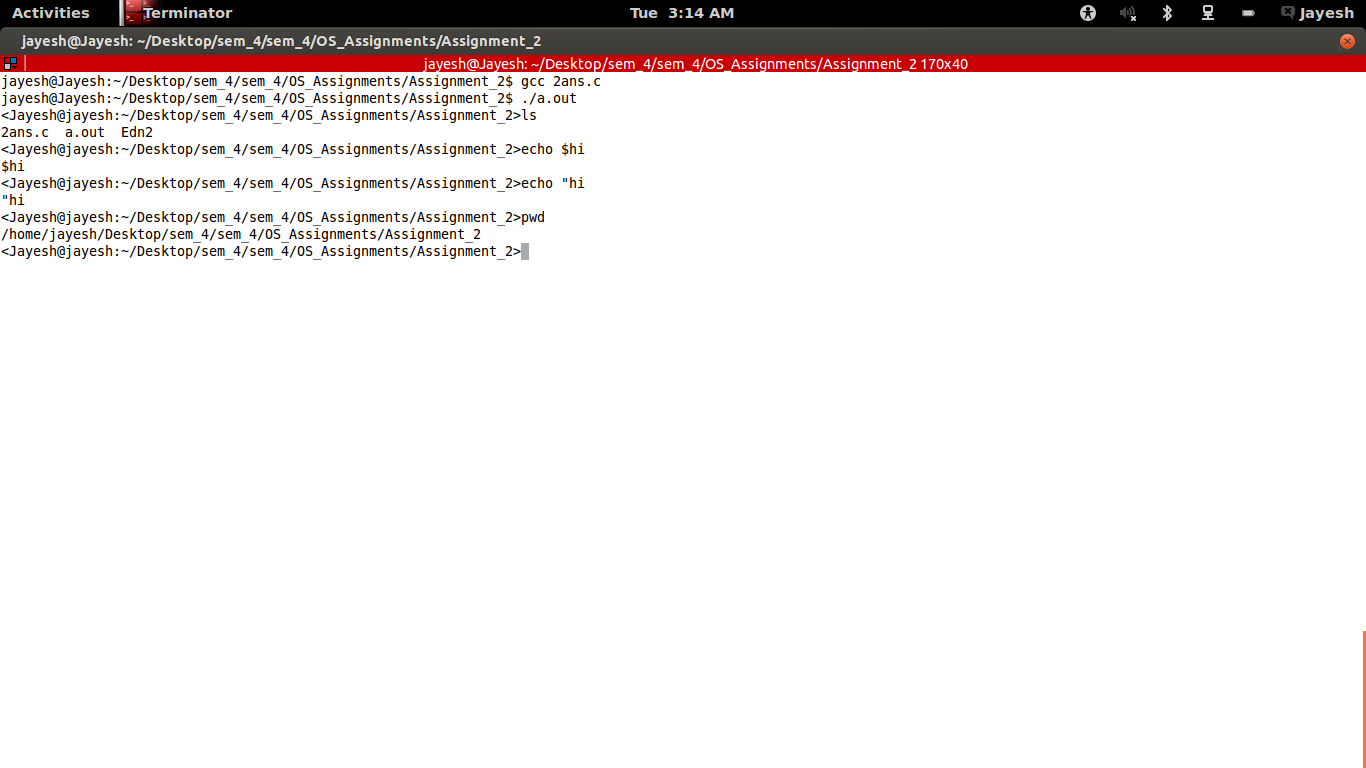 Activities Terminator Tue 3:14 AM Jayesh
jayesh@Jayesh: ~/Desktop/sem_4/sem_4/OS_Assignments/Assignment_2
jayesh@Jayesh: ~/Desktop/sem_4/sem_4/OS_Assignments/Assignment_2 170x40
jayesh@Jayesh:~/Desktop/sem_4/sem_4/OS_Assignments/Assignment_2$ gcc 2ans.c
jayesh@Jayesh:~/Desktop/sem_4/sem_4/OS_Assignments/Assignment_2$ ./a.out
<Jayesh@jayesh:~/Desktop/sem_4/sem_4/OS_Assignments/Assignment_2>ls
2ans.c  a.out  Edn2
<Jayesh@jayesh:~/Desktop/sem_4/sem_4/OS_Assignments/Assignment_2>echo $hi
$hi
<Jayesh@jayesh:~/Desktop/sem_4/sem_4/OS_Assignments/Assignment_2>echo "hi
"hi
<Jayesh@jayesh:~/Desktop/sem_4/sem_4/OS_Assignments/Assignment_2>pwd
/home/jayesh/Desktop/sem_4/sem_4/OS_Assignments/Assignment_2
<Jayesh@jayesh:~/Desktop/sem_4/sem_4/OS_Assignments/Assignment_2>